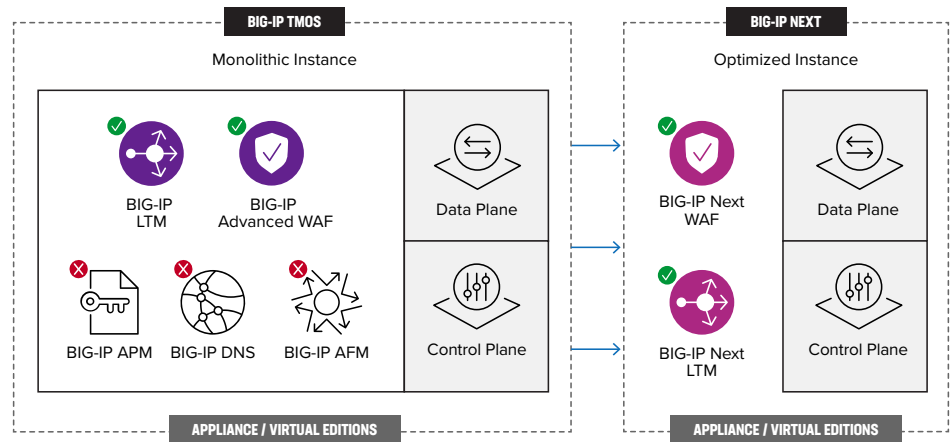 BIG-IP TMOS
Monolithic Instance
BIG-IP
LTM
BIG-IP
Advanced WAF
BIG-IP APM
BIG-IP DNS
BIG-IP AFM
Data Plane
Control Plane
APPLIANCE / VIRTUAL EDITIONS
BIG-IP NEXT
Optimized Instance
BIG-IP Next
WAF
BIG-IP Next
LTM
Data Plane
Control Plane
APPLIANCE / VIRTUAL EDITIONS